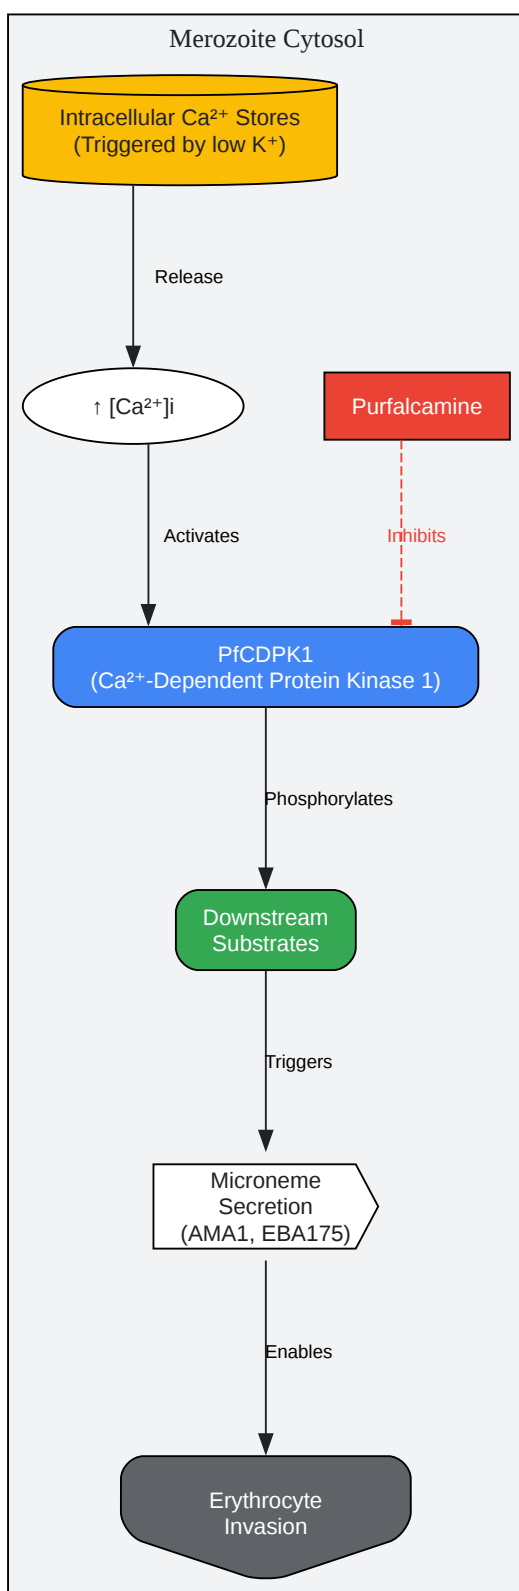 Merozoite Cytosol
Intracellular Ca²⁺ Stores
(Triggered by low K⁺)
Release
↑ [Ca²⁺]i
Purfalcamine
Activates
Inhibits
PfCDPK1
(Ca²⁺-Dependent Protein Kinase 1)
Phosphorylates
Downstream
Substrates
Triggers
Microneme
Secretion
(AMA1, EBA175)
Enables
Erythrocyte
Invasion